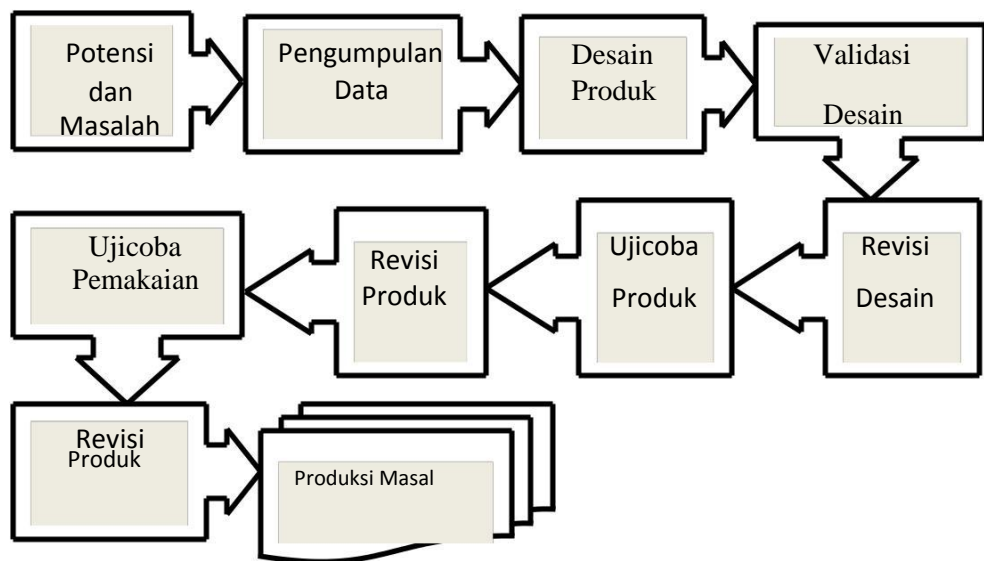 Potensi
dan
Masalah
Pengumpulan
Data
Desain
Produk
Validasi
Desain
Revisi
Desain
Ujicoba
Produk
Revisi
Produk
Ujicoba
Pemakaian
Revisi
Produk
Produksi Masal